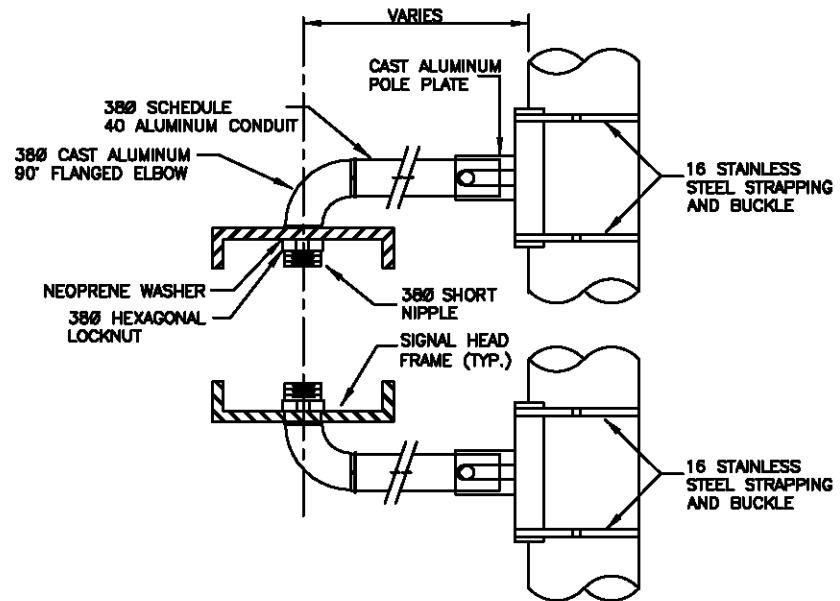 VARIES
CAST ALUMINUM
POLE PLATE
38Ø SCHEDULE
40 ALUMINUM CONDUIT
38Ø CAST ALUMINUM
90° FLANGED ELBOW
16 STAINLESS
STEEL STRAPPING
AND BUCKLE
NEOPRENE WASHER
38Ø HEXAGONAL
LOCKNUT
38Ø SHORT
NIPPLE
SIGNAL HEAD
FRAME (TYP.)
16 STAINLESS
STEEL STRAPPING
AND BUCKLE